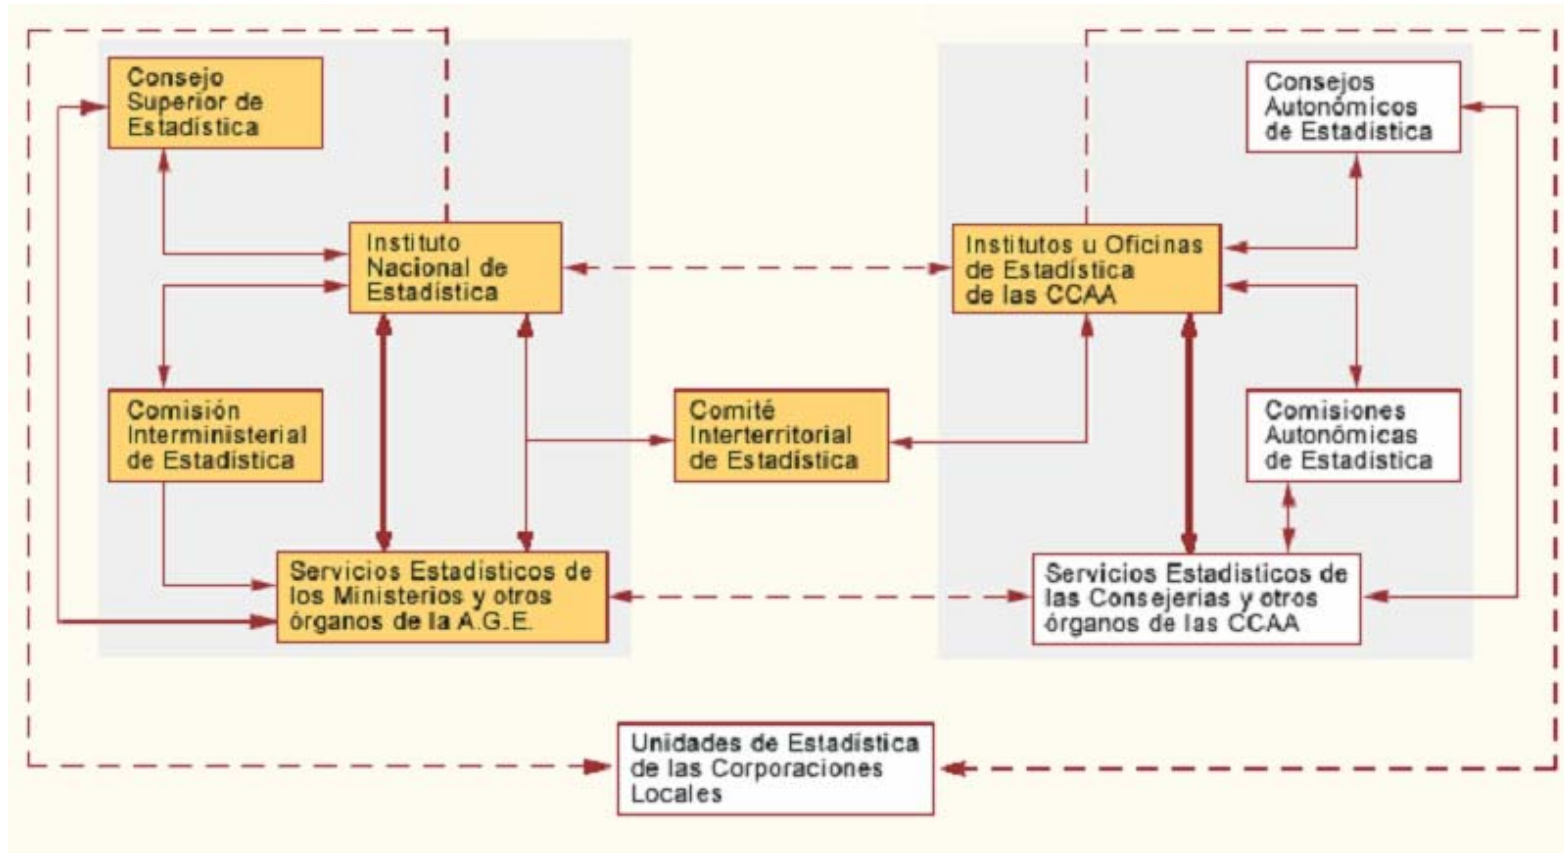 Consejo
Superior de
Estadística
Consejos
Autonómicos
de Estadística
Instituto
Nacional de
Estadística
Institutos u Oficinas
de Estadística
de las CCAA
Comisión
Interministerial
de Estadística
Comité
Interterritorial
de Estadística
Comisiones
Autonómicas
de Estadística
Servicios Estadísticos de
los Ministerios y otros
órganos de la A.G.E.
Servicios Estadísticos de
las Consejerias y otros
órganos de las CCAA
Unidades de Estadística
de las Corporaciones
Locales